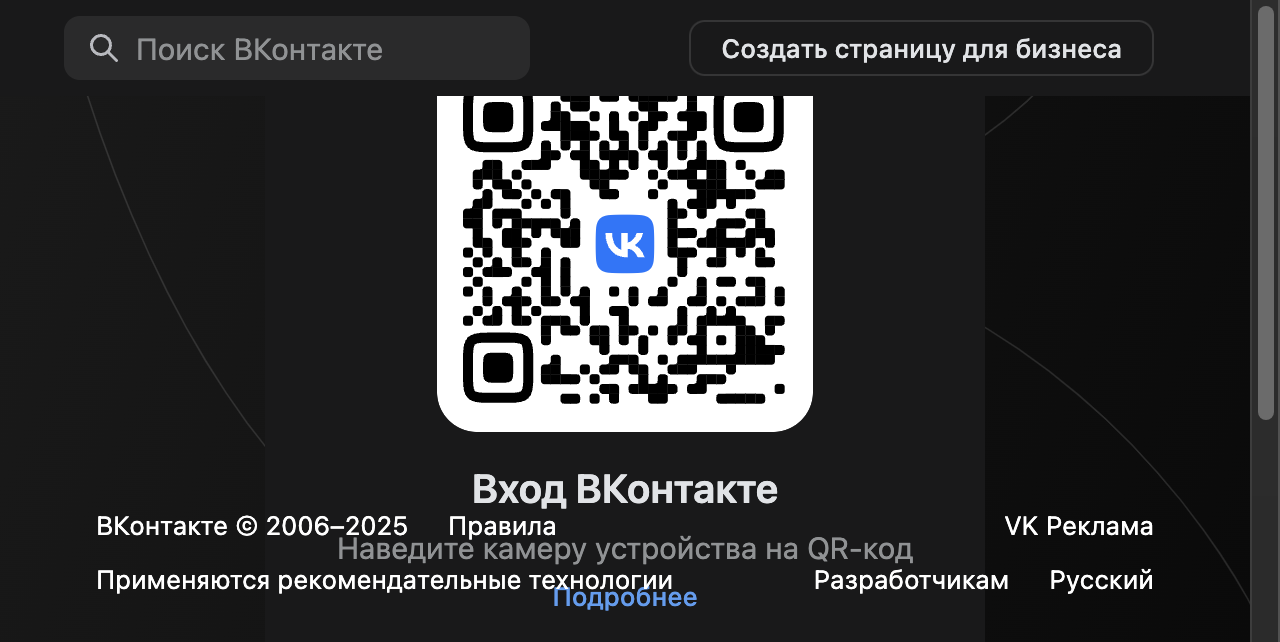 Поиск ВКонтакте
Создать страницу для бизнеса
Вход ВКонтакте
ВКонтакте © 2006–2025 Правила VK Реклама
Наведите камеру устройства на QR-код
Применяются рекомендательные технологии Разработчикам Русский
Подробнее